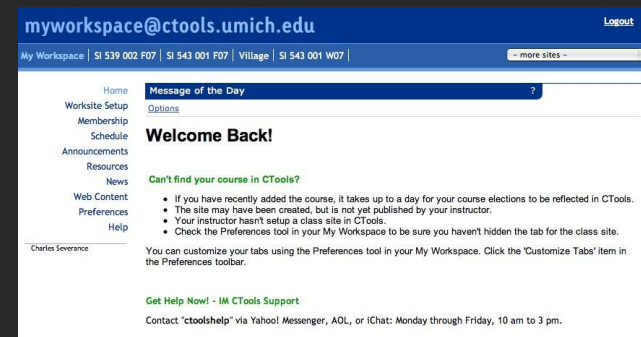 myworkspace@ctools.umich.edu
Logout
My Workspace | SI 539 002 F07 | SI 543 001 F07 | Village | SI 543 001 W07 |
- more sites -
Home
Worksite Setup
Membership
Schedule
Announcements
Resources
News
Web Content
Preferences
Help
Charles Severance
Message of the Day
?
Options
Welcome Back!
Can't find your course in CTools?
• If you have recently added the course, it takes up to a day for your course elections to be reflected in CTools.
• The site may have been created, but is not yet published by your instructor.
• Your instructor hasn't setup a class site in CTools.
• Check the Preferences tool in your My Workspace to be sure you haven't hidden the tab for the class site.
You can customize your tabs using the Preferences tool in your My Workspace. Click the 'Customize Tabs' item in
the Preferences toolbar.
Get Help Now! - IM CTools Support
Contact "ctoolshelp" via Yahoo! Messenger, AOL, or iChat: Monday through Friday, 10 am to 3 pm.